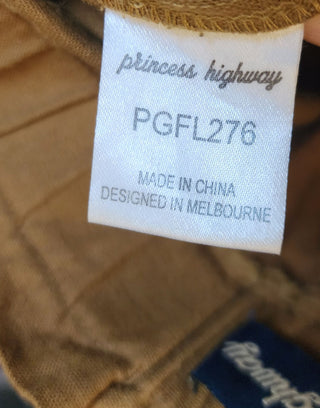 princess highway
PGFL276
MADE IN CHINA
DESIGNED IN MELBOURNE